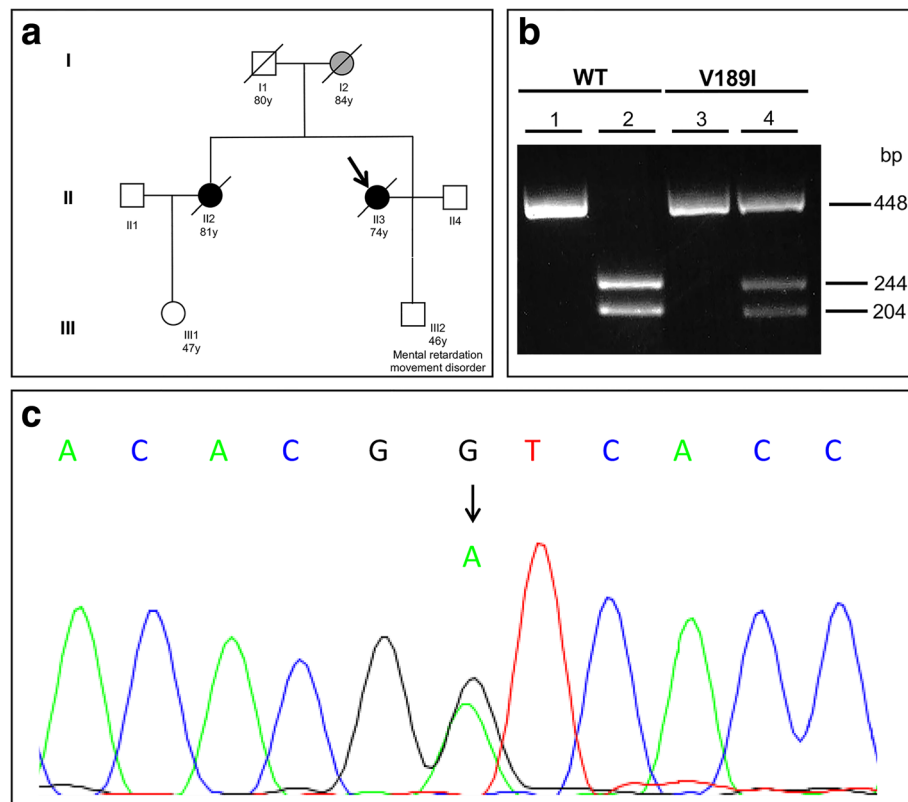 a
I
I1
80y
I2
84y
II
II1
II2
81y
II3
74y
II4
III
III1
47y
III2
46y
Mental retardation
movement disorder
b
WT V189I
1 2 3 4
bp
448
244
204
c
A C A C G G T C A C C
A